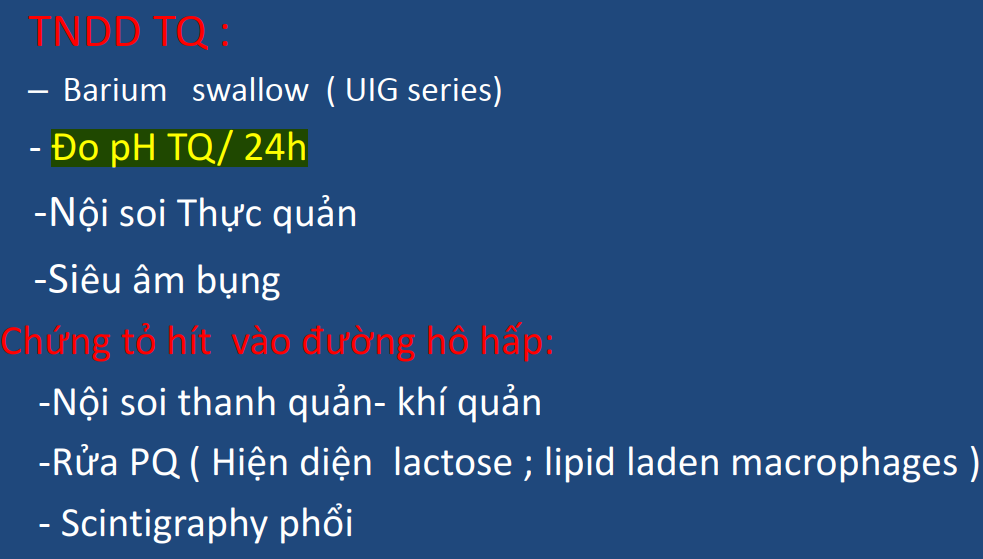 TNDD TQ :
– Barium swallow ( UIG series)
- Đo pH TQ/ 24h
-Nội soi Thực quản
-Siêu âm bụng
Chứng tỏ hít vào đường hô hấp:
-Nội soi thanh quản- khí quản
-Rửa PQ ( Hiện diện lactose ; lipid laden macrophages )
- Scintigraphy phổi